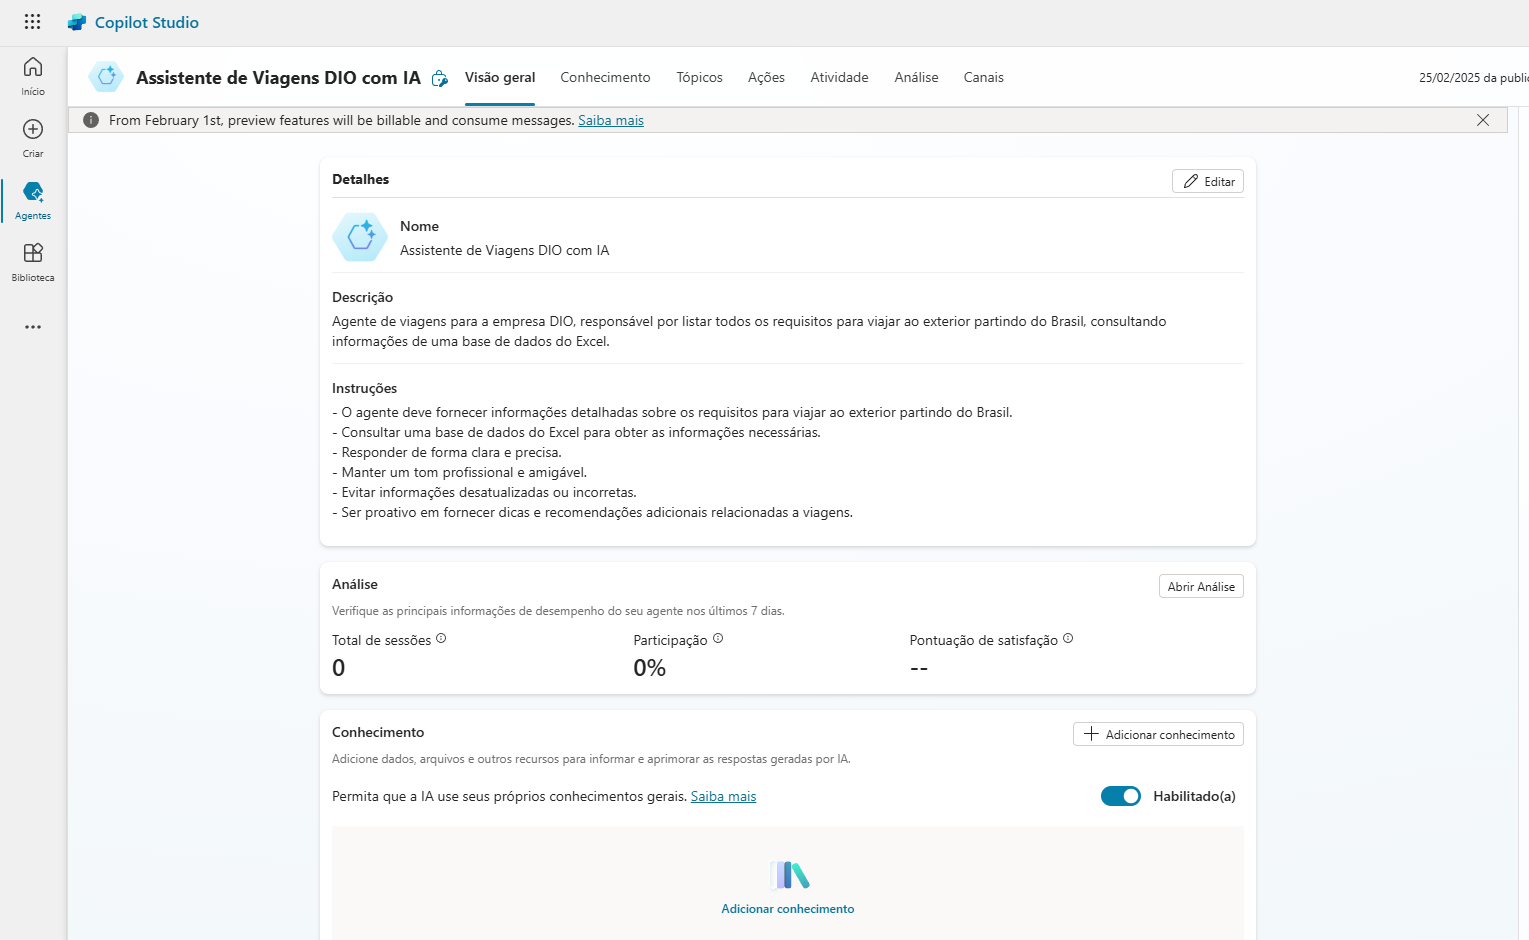 Copilot Studio
Início
Criar
Agentes
Biblioteca
Assistente de Viagens DIO com IA
Visão geral
Conhecimento
Tópicos
Ações
Atividade
Análise
Canais
25/02/2025 da public
From February 1st, preview features will be billable and consume messages. Saiba mais
Detalhes
Editar
Nome
Assistente de Viagens DIO com IA
Descrição
Agente de viagens para a empresa DIO, responsável por listar todos os requisitos para viajar ao exterior partindo do Brasil, consultando
informações de uma base de dados do Excel.
Instruções
- O agente deve fornecer informações detalhadas sobre os requisitos para viajar ao exterior partindo do Brasil.
- Consultar uma base de dados do Excel para obter as informações necessárias.
- Responder de forma clara e precisa.
- Manter um tom profissional e amigável.
- Evitar informações desatualizadas ou incorretas.
- Ser proativo em fornecer dicas e recomendações adicionais relacionadas a viagens.
Análise
Abrir Análise
Verifique as principais informações de desempenho do seu agente nos últimos 7 dias.
Total de sessões
0
Participação
0%
Pontuação de satisfação
--
Conhecimento
Adicionar conhecimento
Adicione dados, arquivos e outros recursos para informar e aprimorar as respostas geradas por IA.
Permita que a IA use seus próprios conhecimentos gerais. Saiba mais
Habilitado(a)
Adicionar conhecimento